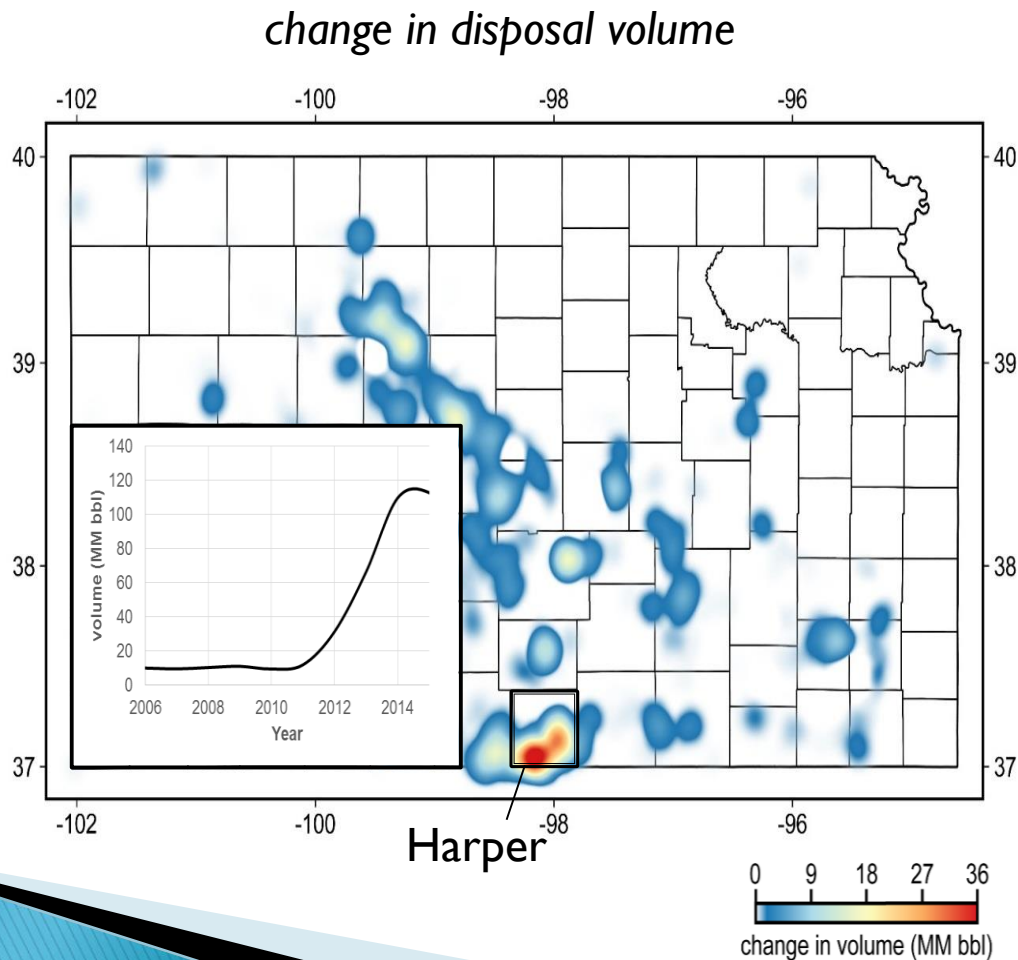 change in disposal volume
-102 -100 -98 -96
40 40
39 39
38 38
37 37
-102 -100 -98 -96
volume (MM bbl)
140
120
100
80
60
40
20
0
2006 2008 2010 2012 2014
Year
Harper
0 9 18 27 36
change in volume (MM bbl)